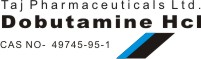 Taj Pharmaceuticals Ltd.
Dobutamine Hcl
CAS NO- 49745-95-1